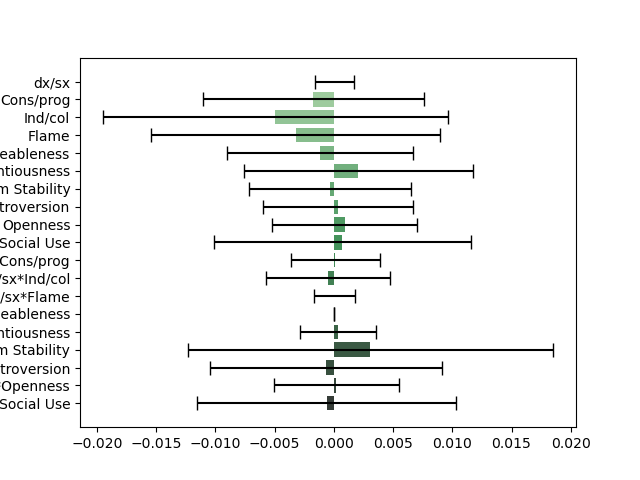 dx/sx
Cons/prog
Ind/col
Flame
eableness
ntiousness
m Stability
troversion
Openness
Social Use
Cons/prog
/sx*Ind/col
/sx*Flame
eableness
ntiousness
m Stability
troversion
*Openness
Social Use
−0.020 −0.015 −0.010 −0.005 0.000 0.005 0.010 0.015 0.020